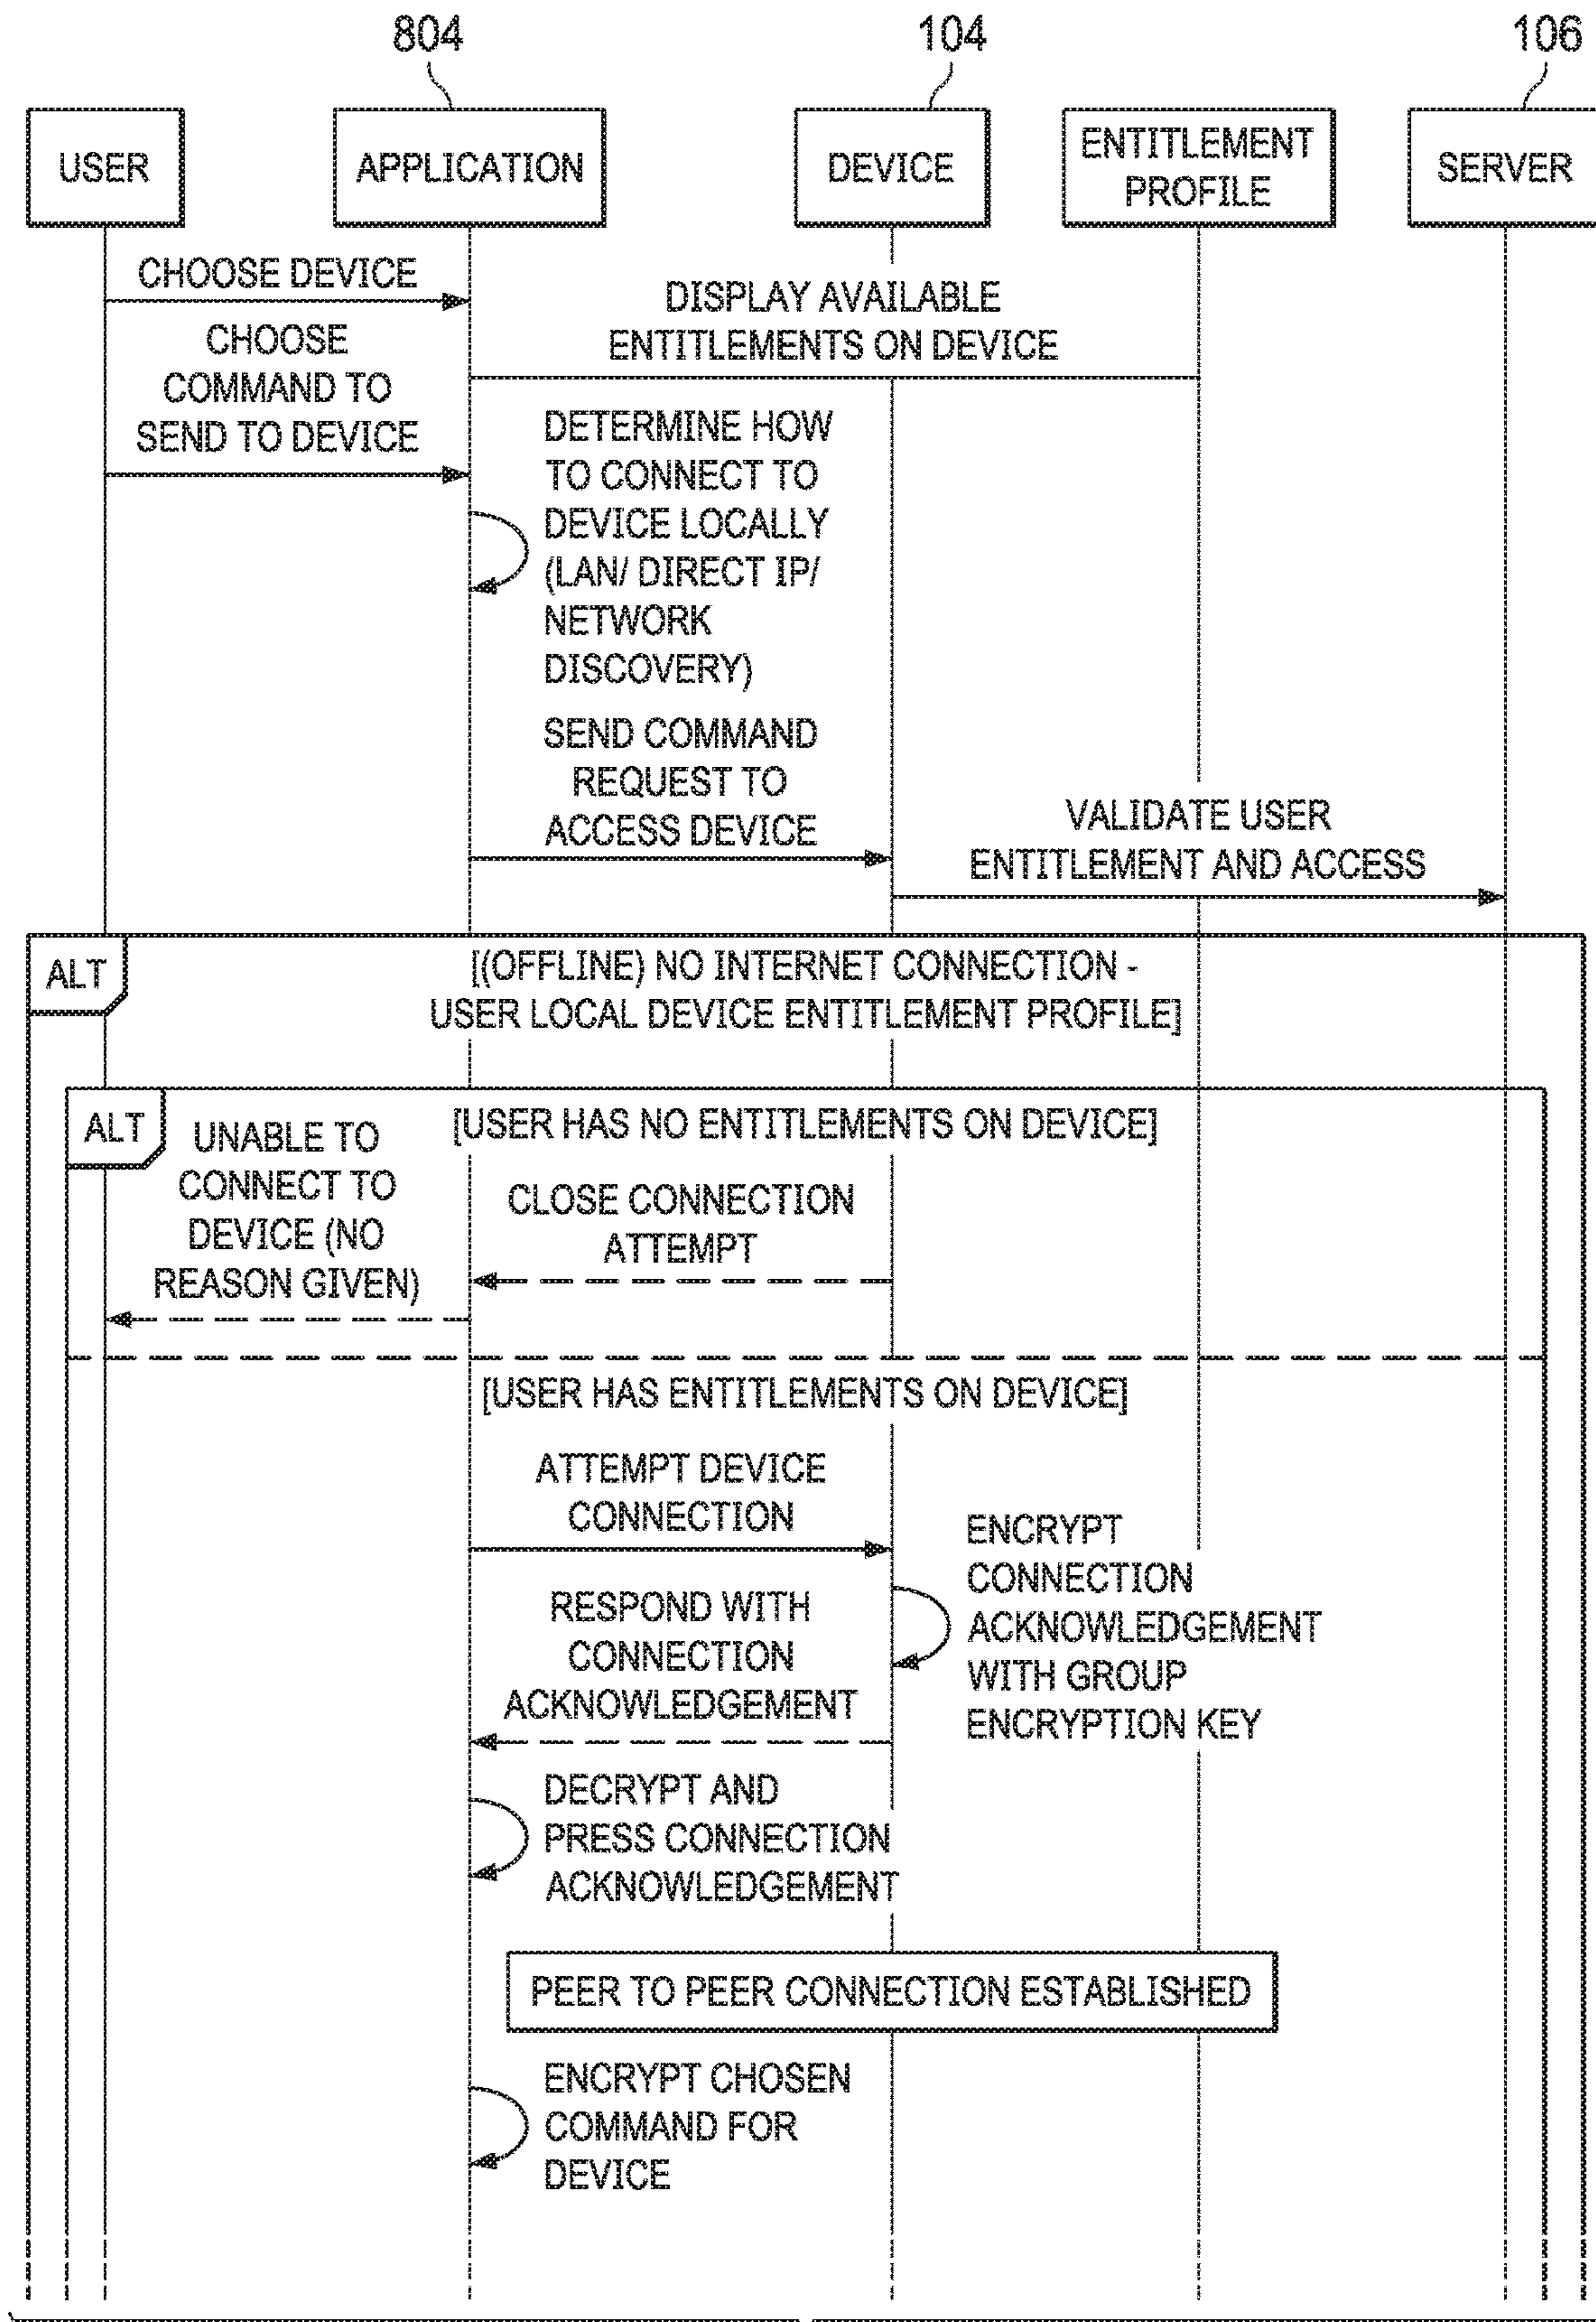 804
104
106
USER
APPLICATION
DEVICE
ENTITLEMENT
PROFILE
SERVER
CHOOSE DEVICE
DISPLAY AVAILABLE
ENTITLEMENTS ON DEVICE
CHOOSE
COMMAND TO
SEND TO DEVICE
DETERMINE HOW
TO CONNECT TO
DEVICE LOCALLY
(LAN/ DIRECT IP/
NETWORK
DISCOVERY)
SEND COMMAND
REQUEST TO
ACCESS DEVICE
VALIDATE USER
ENTITLEMENT AND ACCESS
ALT
[(OFFLINE) NO INTERNET CONNECTION -
USER LOCAL DEVICE ENTITLEMENT PROFILE]
ALT
[USER HAS NO ENTITLEMENTS ON DEVICE]
UNABLE TO
CONNECT TO
DEVICE (NO
REASON GIVEN)
CLOSE CONNECTION
ATTEMPT
[USER HAS ENTITLEMENTS ON DEVICE]
ATTEMPT DEVICE
CONNECTION
ENCRYPT
CONNECTION
ACKNOWLEDGEMENT
WITH GROUP
ENCRYPTION KEY
RESPOND WITH
CONNECTION
ACKNOWLEDGEMENT
DECRYPT AND
PRESS CONNECTION
ACKNOWLEDGEMENT
PEER TO PEER CONNECTION ESTABLISHED
ENCRYPT CHOSEN
COMMAND FOR
DEVICE